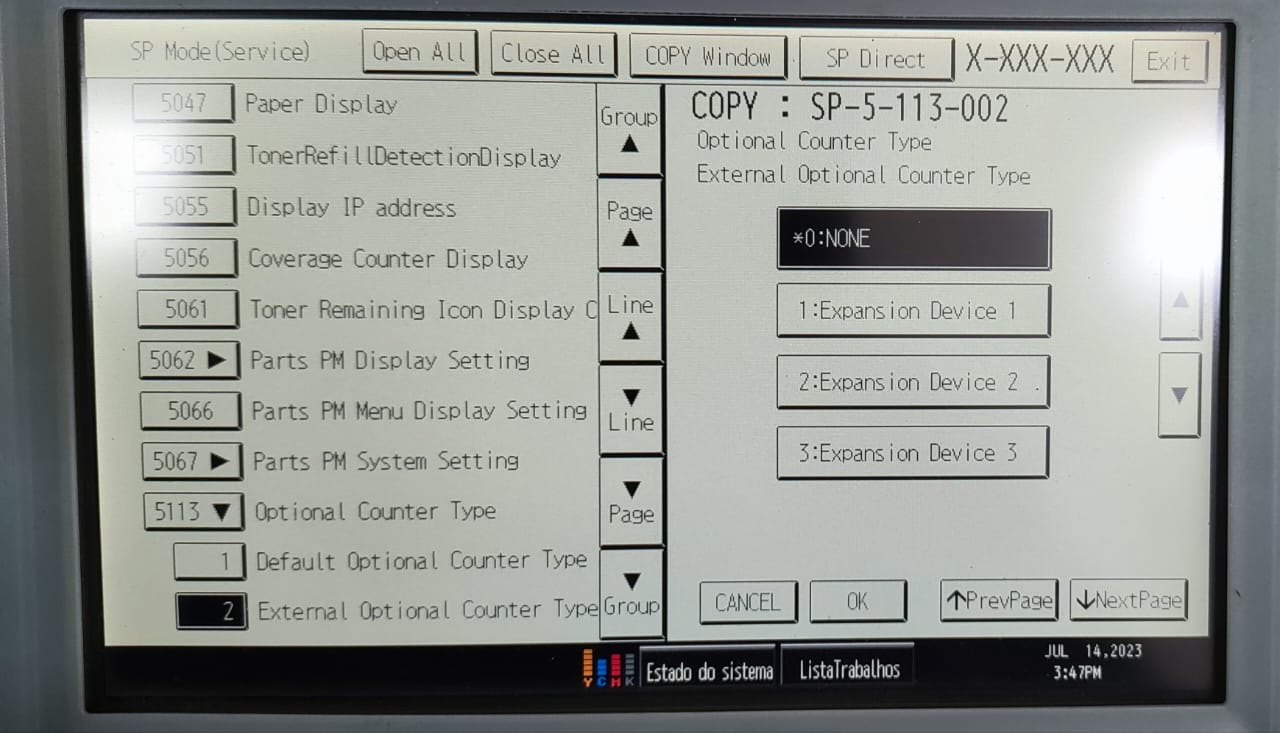 SP Mode(Service)
Open All
Close All
COPY Window
SP Direct
X-XXX-XXX
Exit
5047 Paper Display
5051 TonerRefillDetectionDisplay
5055 Display IP address
5056 Coverage Counter Display
5061 Toner Remaining Icon Display C
5062 ▶ Parts PM Display Setting
5066 Parts PM Menu Display Setting
5067 ▶ Parts PM System Setting
5113 ▼ Optional Counter Type
1 Default Optional Counter Type
2 External Optional Counter Type
Group
▲
Page
▲
Line
▲
▼
Line
▼
Page
▼
Group
COPY : SP-5-113-002
Optional Counter Type
External Optional Counter Type
*0:NONE
1:Expansion Device 1
2:Expansion Device 2
3:Expansion Device 3
▲
▼
CANCEL
OK
↑PrevPage
↓NextPage
Y C M K
Estado do sistema
ListaTrabalhos
JUL 14,2023
3:47PM